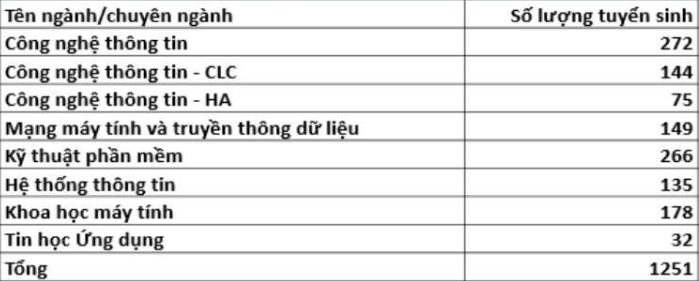 Tên ngành/chuyên ngành Số lượng tuyển sinh
Công nghệ thông tin 272
Công nghệ thông tin - CLC 144
Công nghệ thông tin - HA 75
Mạng máy tính và truyền thông dữ liệu 149
Kỹ thuật phần mềm 266
Hệ thống thông tin 135
Khoa học máy tính 178
Tin học Ứng dụng 32
Tổng 1251